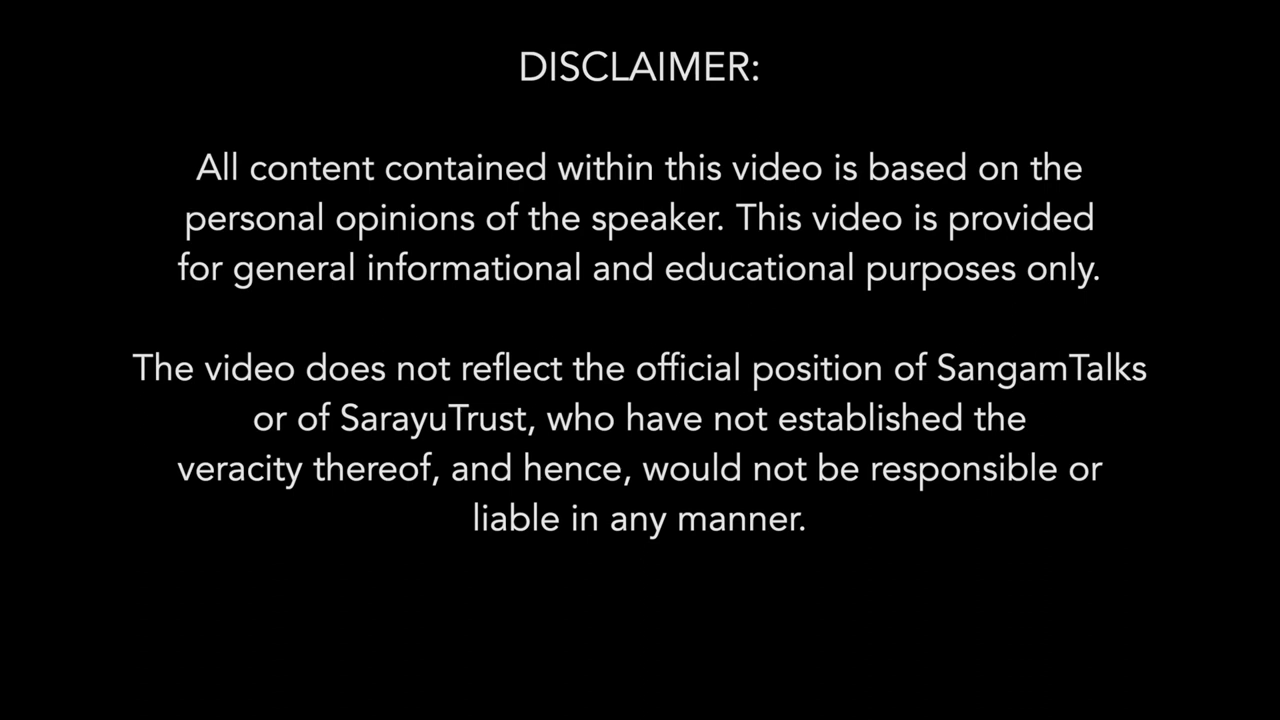 DISCLAIMER:
All content contained within this video is based on the
personal opinions of the speaker. This video is provided
for general informational and educational purposes only.
The video does not reflect the official position of SangamTalks
or of SarayuTrust, who have not established the
veracity thereof, and hence, would not be responsible or
liable in any manner.